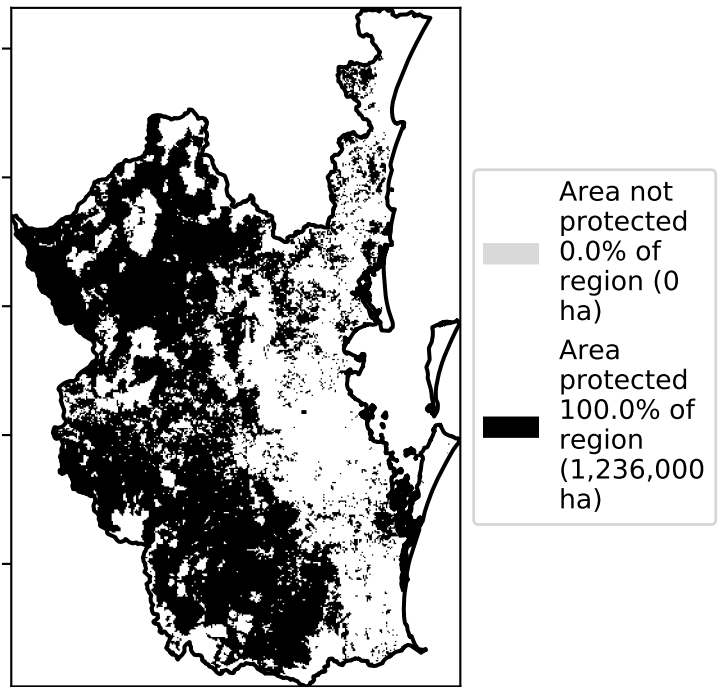 Area not
protected
0.0% of
region (0
ha)
Area
protected
100.0% of
region
(1,236,000
ha)